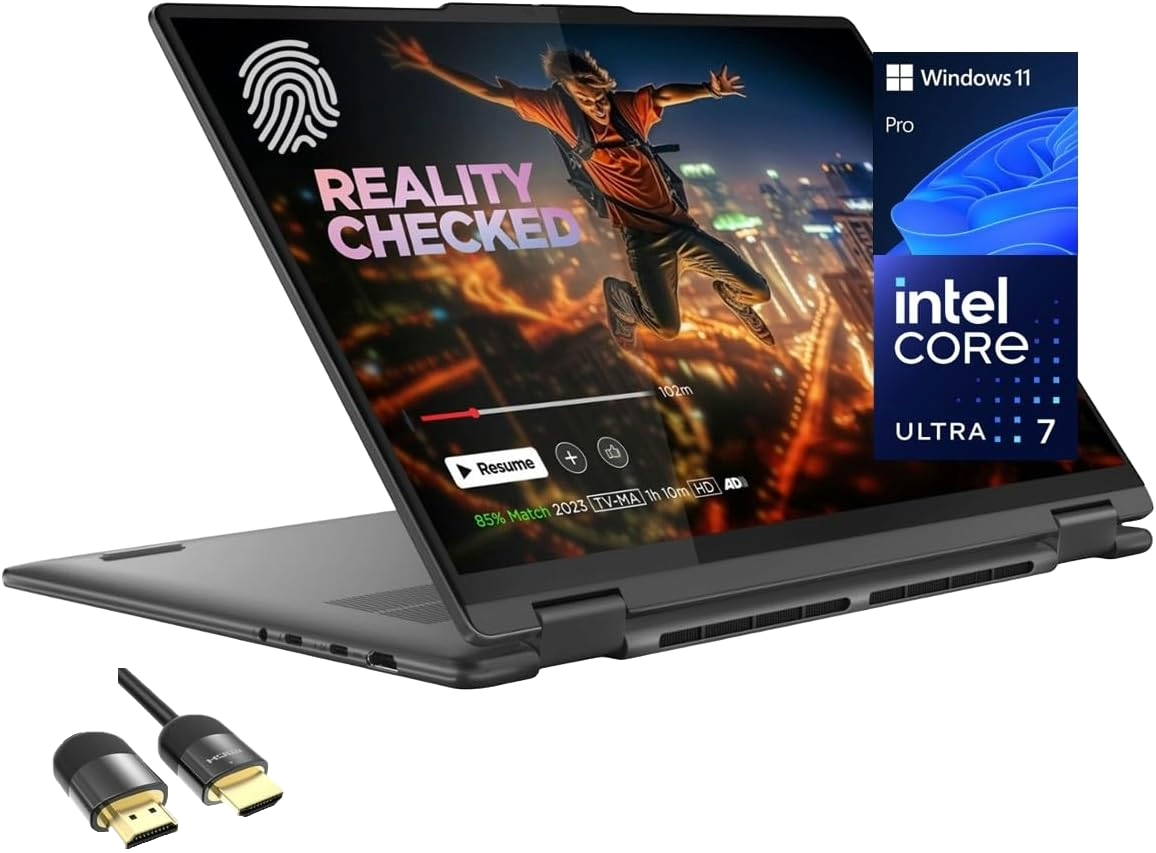 REALITY
CHECKED
102m
Resume
85% Match 2023 TV-MA 1h 10m HD AD
Windows 11
Pro
intel
CORE
ULTRA 7
HDMI